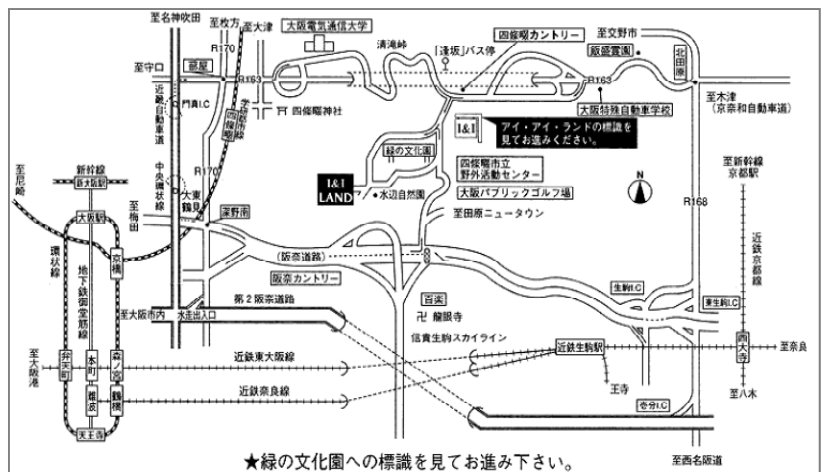 至名神吹田
至枚方
至大津
大阪電気通信大学
清滝峠
「逢坂」バス停
四條畷カントリー
至交野市
飯盛霊園
北田原
至守口
蔀屋
R170
R163
R163
至木津
(京奈和自動車道)
近畿自動車道
門真I.C
学研都市線
四條畷
四條畷神社
大阪特殊自動車学校
I&I
アイ・アイ・ランドの標識を
見てお進みください。
緑の文化園
四條畷市立
野外活動センター
大阪パブリックゴルフ場
至新幹線
京都駅
至尼崎
新幹線
新大阪駅
中央環状線
大東鶴見
R170
I&I
LAND
水辺自然園
N
R168
大阪駅
至梅田
深野南
至田原ニュータウン
近鉄京都線
環状線
地下鉄御堂筋線
京橋
(阪奈道路)
阪奈カントリー
生駒I.C
東生駒I.C
第2阪奈道路
百楽
至大阪市内
水走出入口
龍眼寺
信貴生駒スカイライン
至大阪港
弁天町
本町
森ノ宮
近鉄東大阪線
近鉄生駒駅
西大寺
至奈良
難波
鶴橋
近鉄奈良線
王寺
至八木
天王寺
壱分I.C
至西名阪道
★緑の文化園への標識を見てお進み下さい。